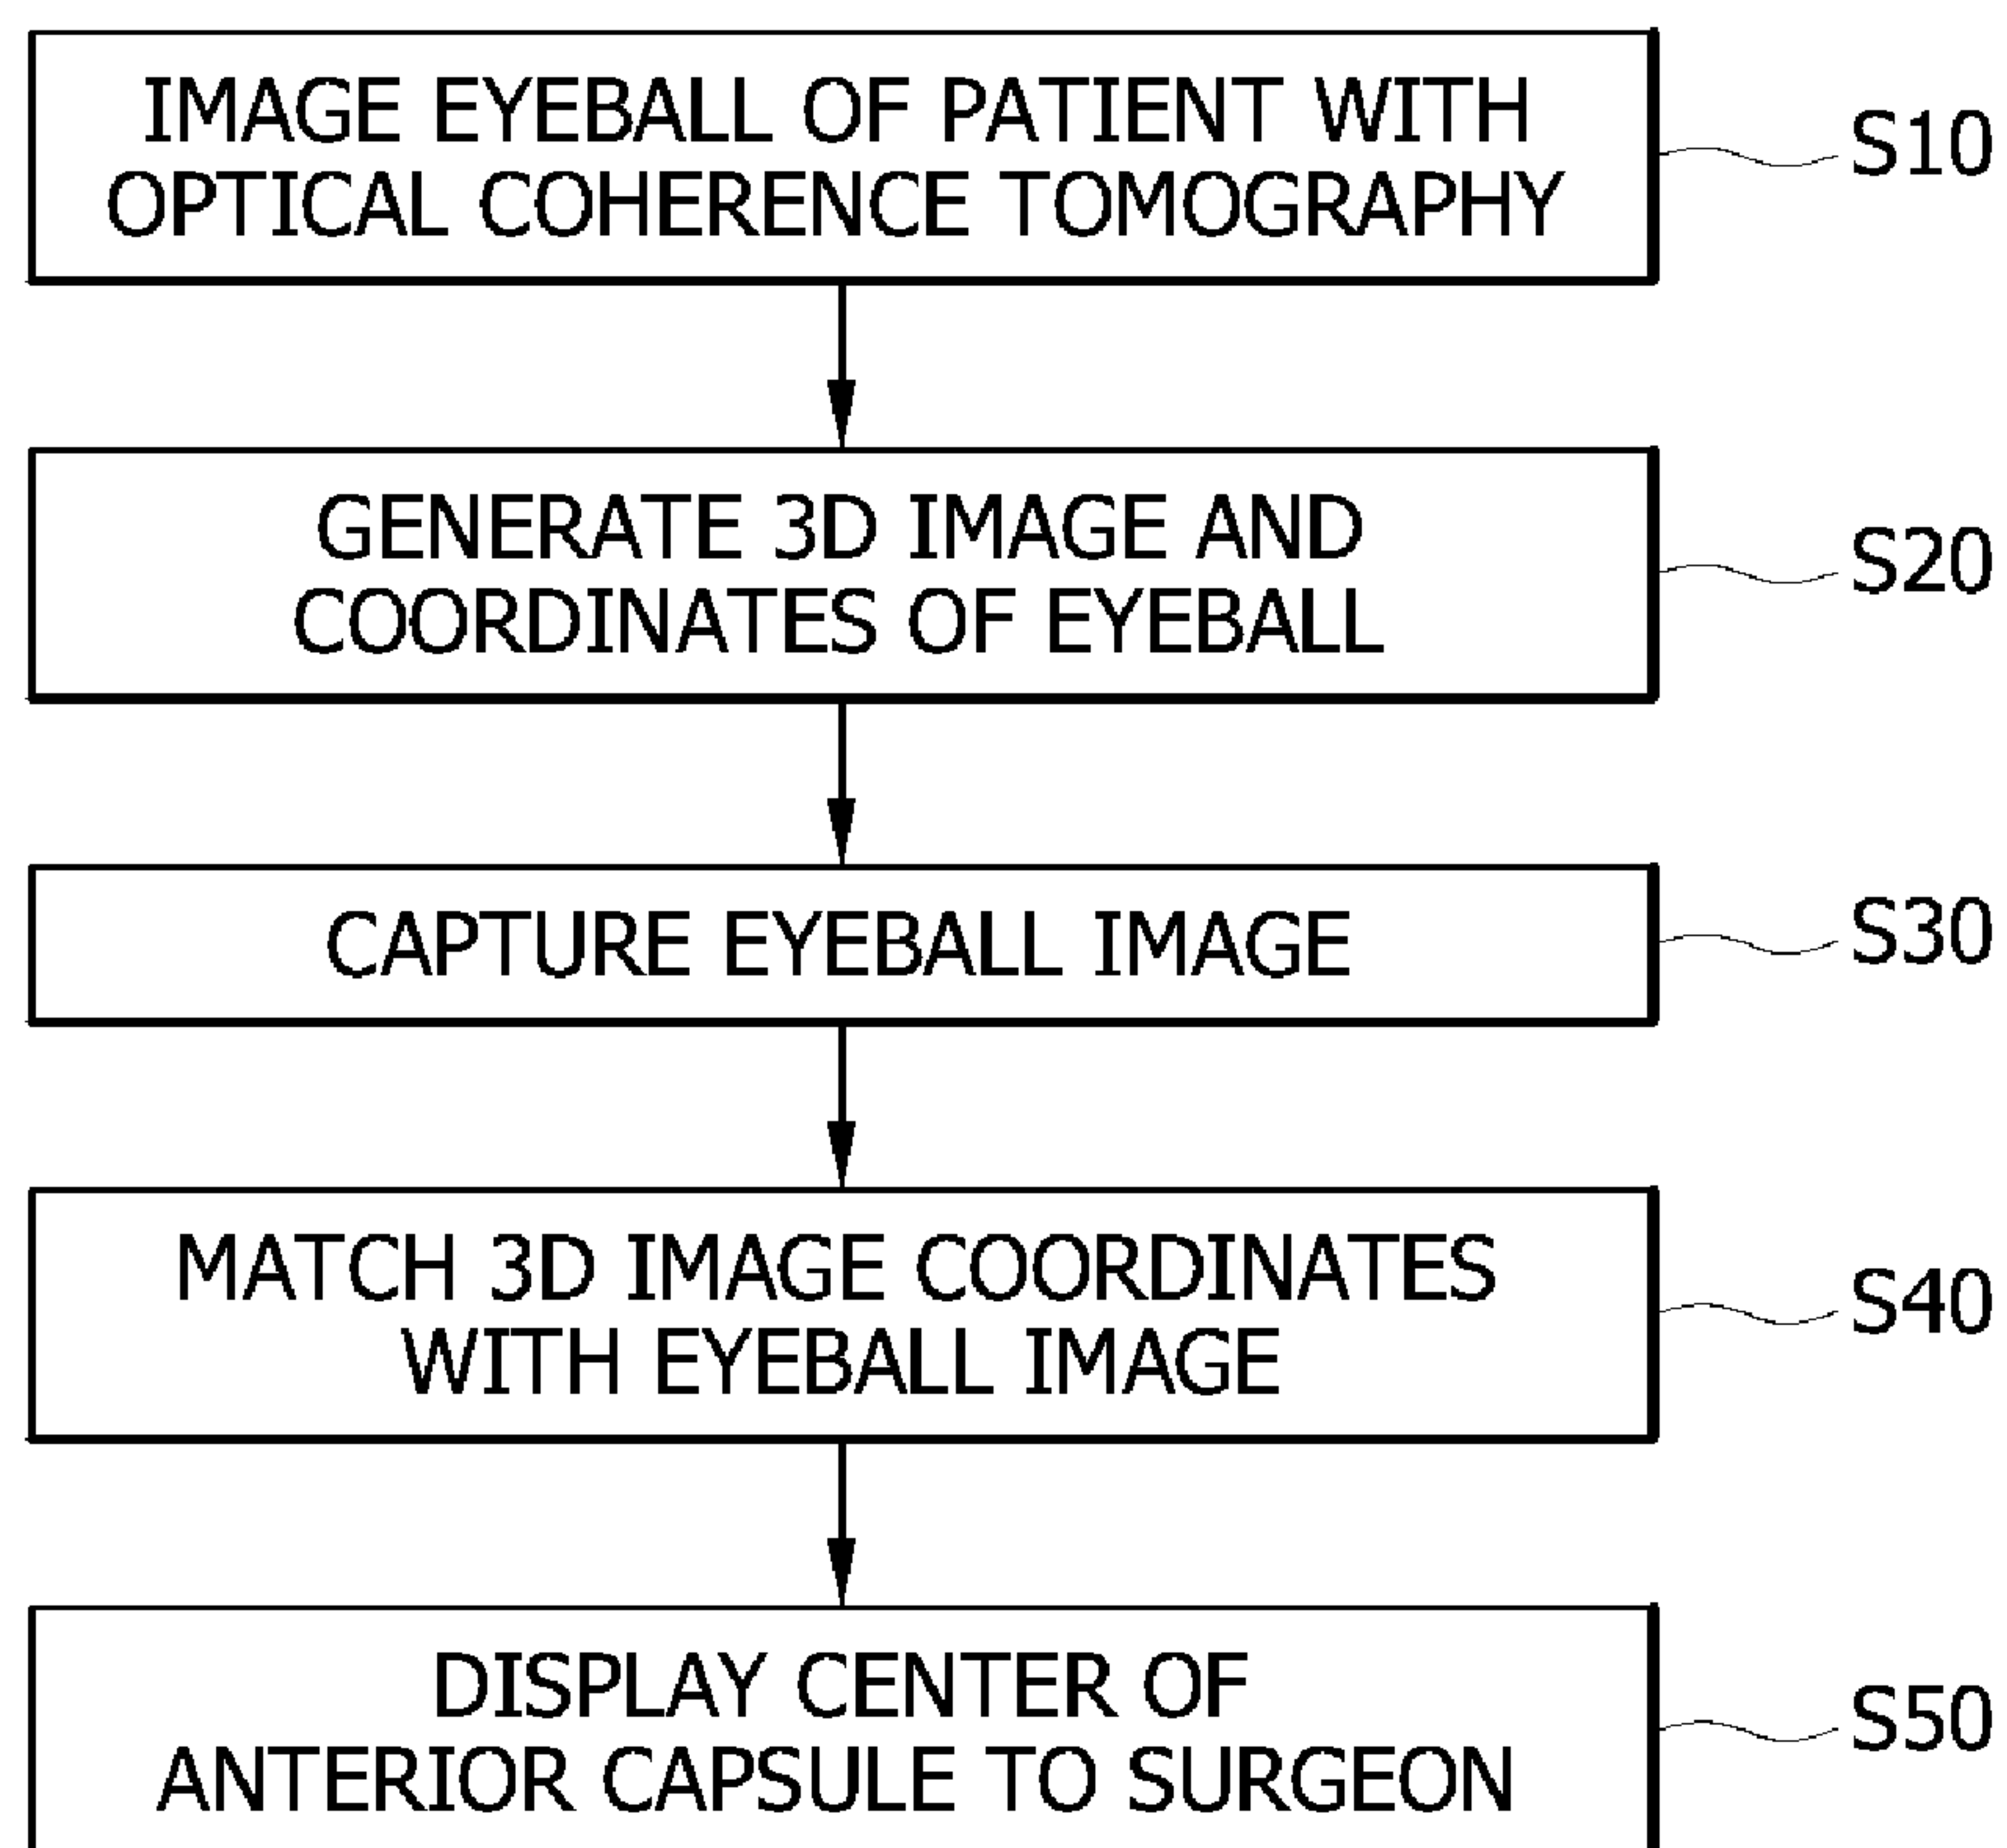 IMAGE EYEBALL OF PATIENT WITH
OPTICAL COHERENCE TOMOGRAPHY
S10
GENERATE 3D IMAGE AND
COORDINATES OF EYEBALL
S20
CAPTURE EYEBALL IMAGE
S30
MATCH 3D IMAGE COORDINATES
WITH EYEBALL IMAGE
S40
DISPLAY CENTER OF
ANTERIOR CAPSULE TO SURGEON
S50